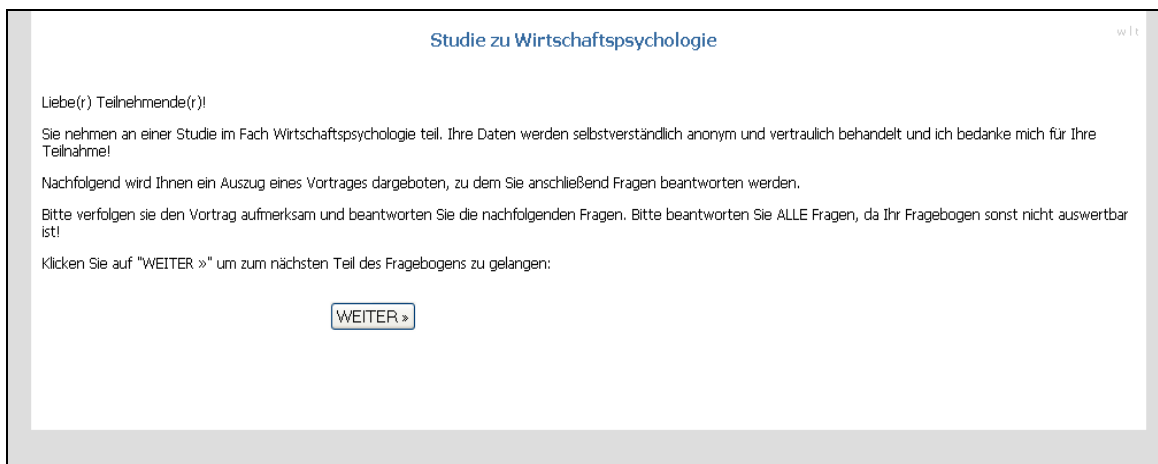 Studie zu Wirtschaftspsychologie
wlt
Liebe(r) Teilnehmende(r)!
Sie nehmen an einer Studie im Fach Wirtschaftspsychologie teil. Ihre Daten werden selbstverständlich anonym und vertraulich behandelt und ich bedanke mich für Ihre
Teilnahme!
Nachfolgend wird Ihnen ein Auszug eines Vortrages dargeboten, zu dem Sie anschließend Fragen beantworten werden.
Bitte verfolgen sie den Vortrag aufmerksam und beantworten Sie die nachfolgenden Fragen. Bitte beantworten Sie ALLE Fragen, da Ihr Fragebogen sonst nicht auswertbar
ist!
Klicken Sie auf "WEITER »" um zum nächsten Teil des Fragebogens zu gelangen:
WEITER »